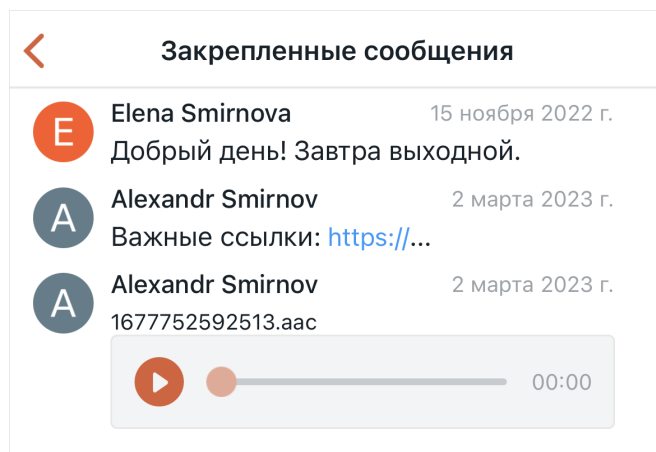 Закрепленные сообщения
E
Elena Smirnova 15 ноября 2022 г.
Добрый день! Завтра выходной.
A
Alexandr Smirnov 2 марта 2023 г.
Важные ссылки: https://...
A
Alexandr Smirnov 2 марта 2023 г.
1677752592513.aac
00:00